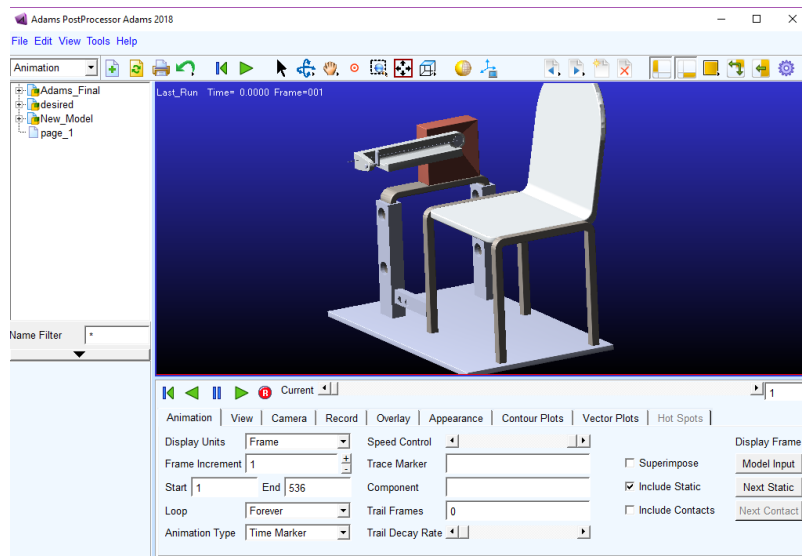 Adams PostProcessor Adams 2018
File Edit View Tools Help
Animation
Adams_Final
desired
New_Model
page_1
Last_Run Time= 0.0000 Frame=001
Name Filter *
R Current 1
Animation View Camera Record Overlay Appearance Contour Plots Vector Plots Hot Spots
Display Units Frame Speed Control Display Frame
Frame Increment 1 + - Trace Marker Superimpose Model Input
Start 1 End 536 Component Include Static Next Static
Loop Forever Trail Frames 0 Include Contacts Next Contact
Animation Type Time Marker Trail Decay Rate